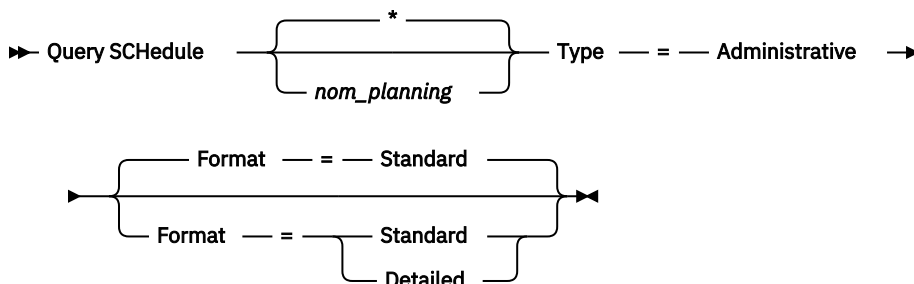 *
Query SCHedule Type = Administrative
nom_planning
Format = Standard
Format = Standard
Detailed